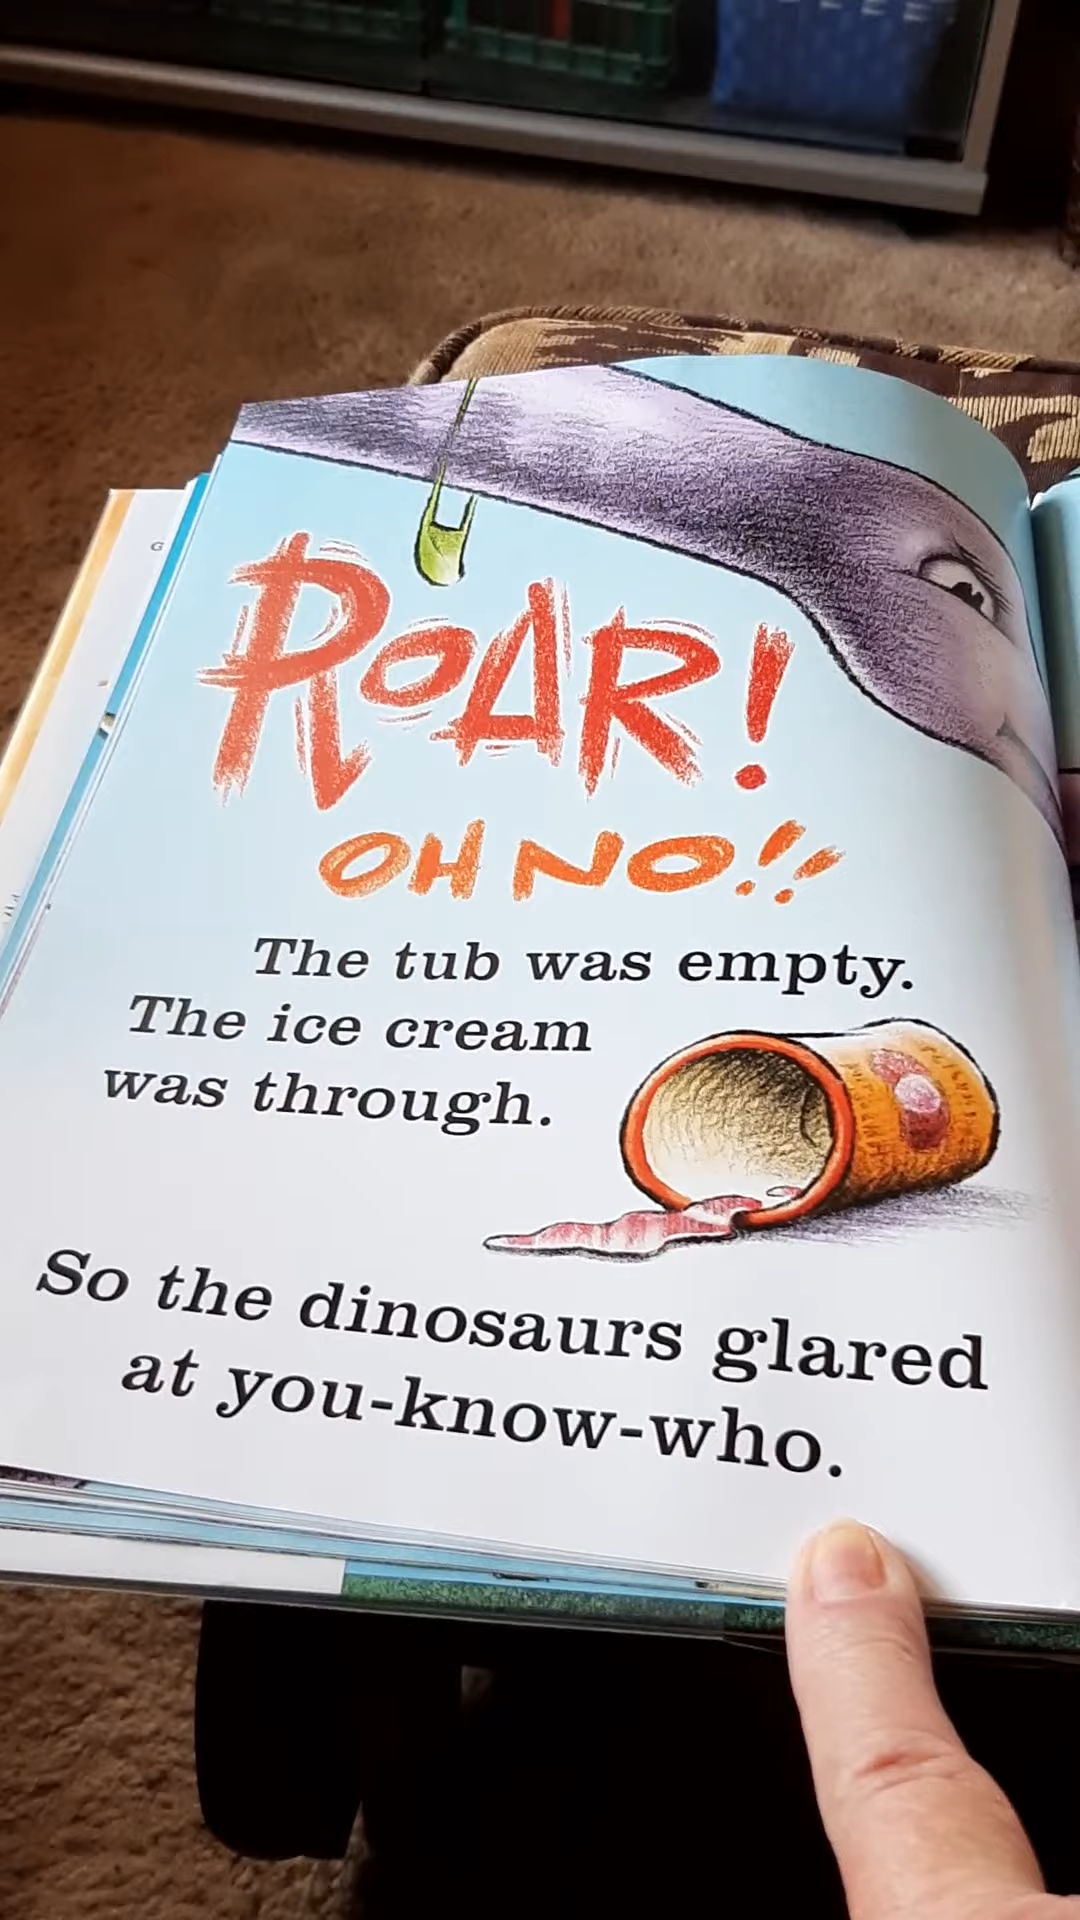 ROAR!
OH NO!!
The tub was empty.
The ice cream
was through.
So the dinosaurs glared
at you-know-who.